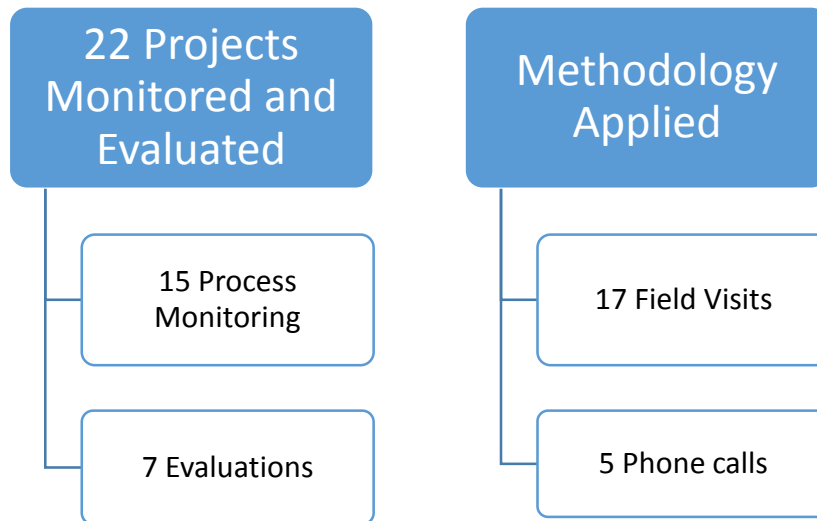 22 Projects
Monitored and
Evaluated
15 Process
Monitoring
7 Evaluations
Methodology
Applied
17 Field Visits
5 Phone calls